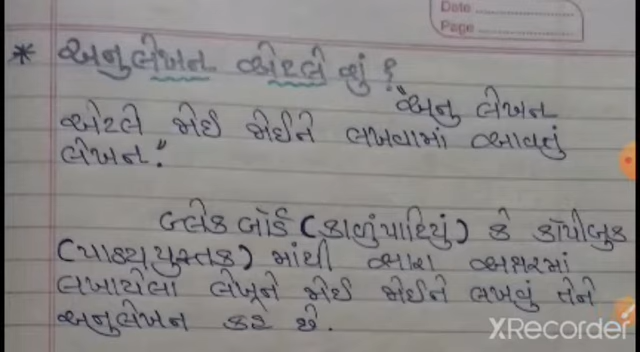 Date
Page
* અનુલેખન એટલે શું ?
"અનુ લેખન
એટલે જોઈ જોઈને લખવામાં આવતું
લેખન."
બ્લેક બોર્ડ (કાળુંપાટિયું) કે કોપીબુક
(પાઠ્યપુસ્તક) માંથી સારા અક્ષરમાં
લખાયેલા લેખને જોઈ જોઈને લખવું તેને
અનુલેખન કહે છે.
XRecorder